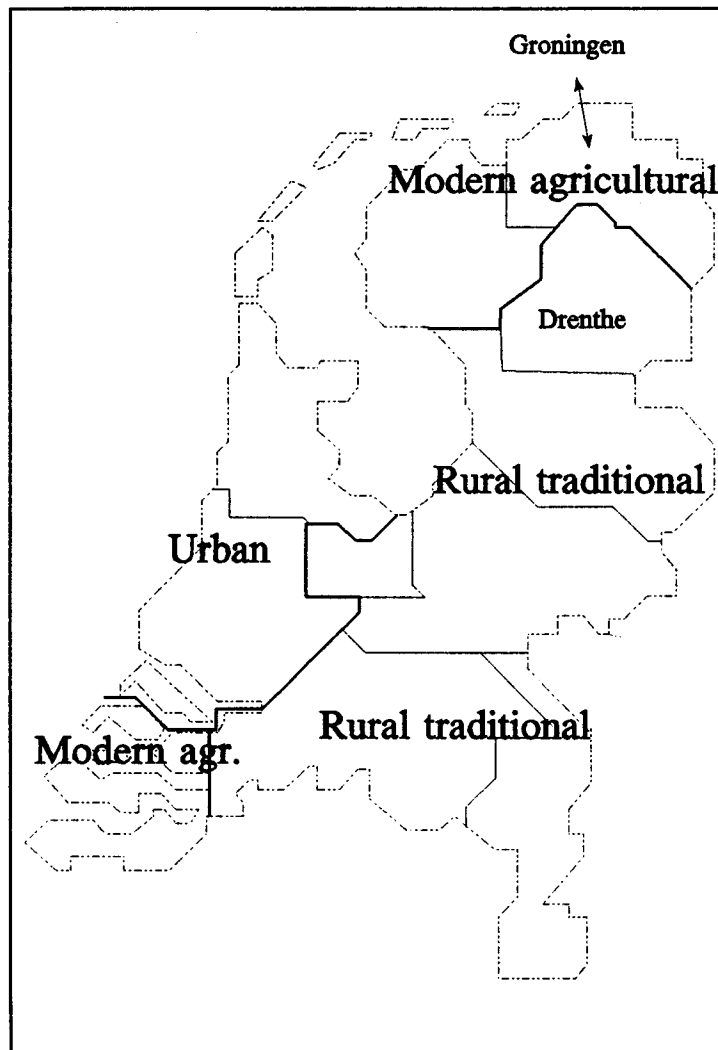 Groningen
Modern agricultural
Drenthe
Rural traditional
Urban
Rural traditional
Modern agr.